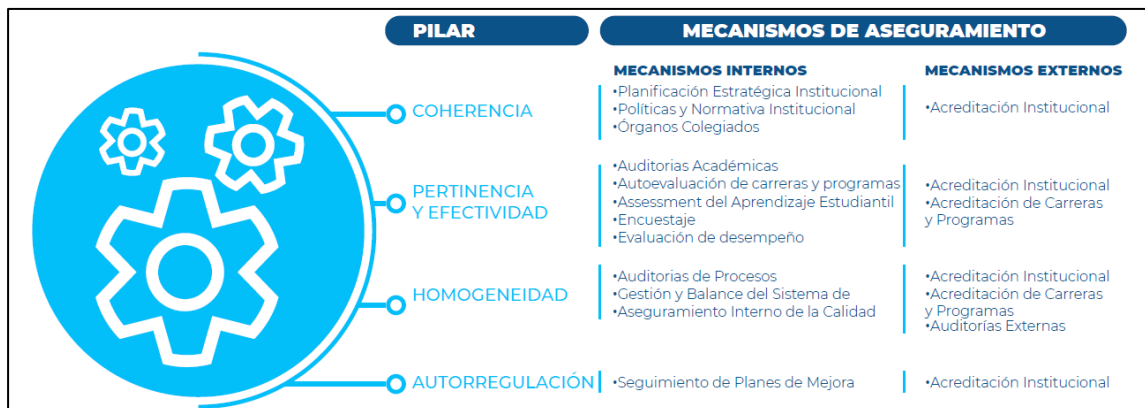 PILAR
MECANISMOS DE ASEGURAMIENTO
MECANISMOS INTERNOS
MECANISMOS EXTERNOS
COHERENCIA
•Planificación Estratégica Institucional
•Políticas y Normativa Institucional
•Órganos Colegiados
•Acreditación Institucional
PERTINENCIA
Y EFECTIVIDAD
•Auditorias Académicas
•Autoevaluación de carreras y programas
•Assessment del Aprendizaje Estudiantil
•Encuestaje
•Evaluación de desempeño
•Acreditación Institucional
•Acreditación de Carreras
y Programas
HOMOGENEIDAD
•Auditorias de Procesos
•Gestión y Balance del Sistema de
•Aseguramiento Interno de la Calidad
•Acreditación Institucional
•Acreditación de Carreras
y Programas
•Auditorías Externas
AUTORREGULACIÓN
•Seguimiento de Planes de Mejora
•Acreditación Institucional